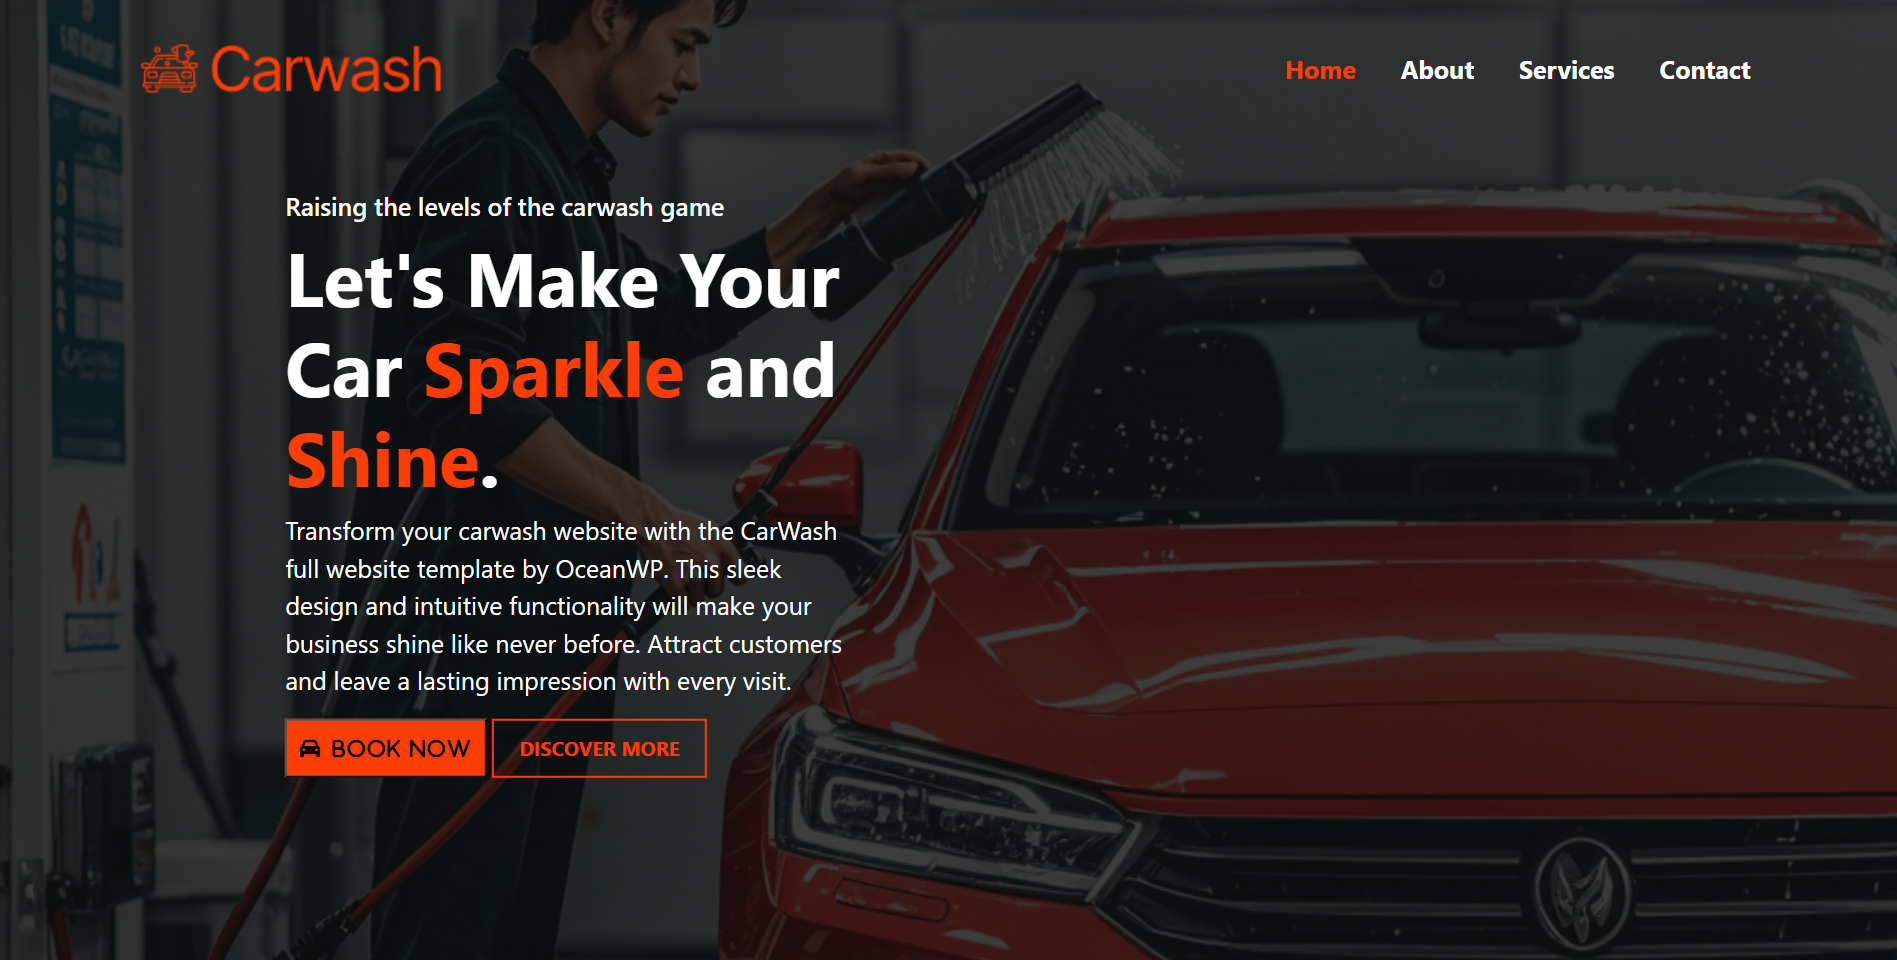 Carwash
Home About Services Contact
Raising the levels of the carwash game
Let's Make Your
Car Sparkle and
Shine.
Transform your carwash website with the CarWash
full website template by OceanWP. This sleek
design and intuitive functionality will make your
business shine like never before. Attract customers
and leave a lasting impression with every visit.
BOOK NOW DISCOVER MORE